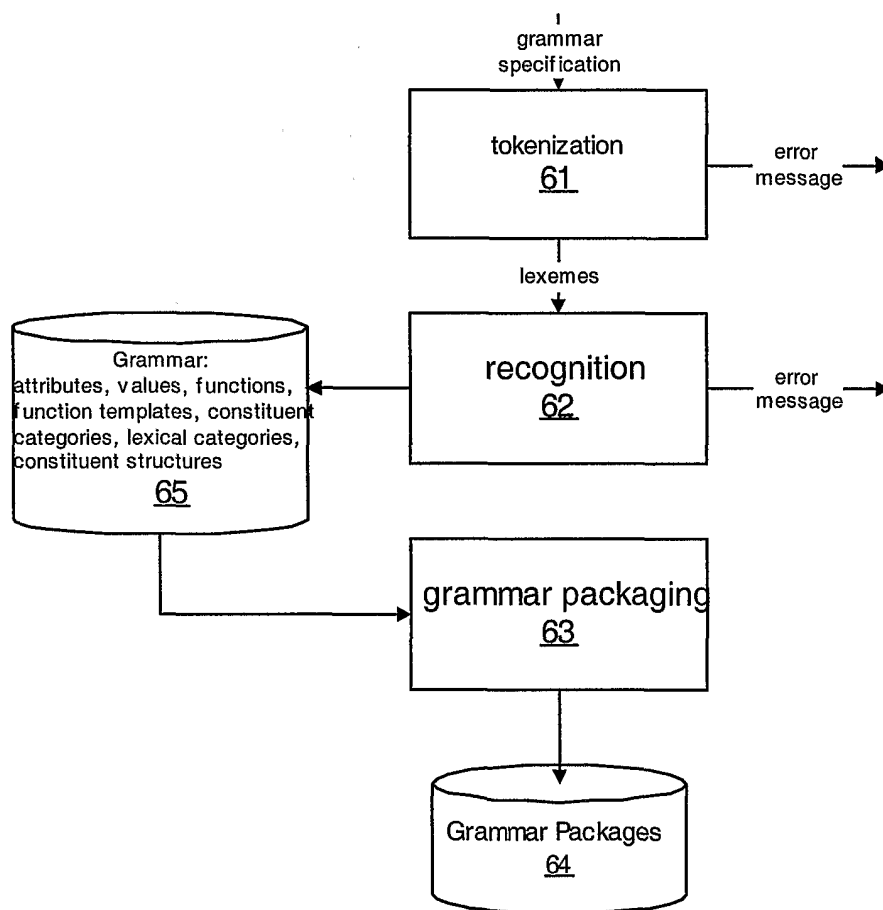 grammar
specification
tokenization
61
error
message
lexemes
recognition
62
error
message
Grammar:
attributes, values, functions,
function templates, constituent
categories, lexical categories,
constituent structures
65
grammar packaging
63
Grammar Packages
64